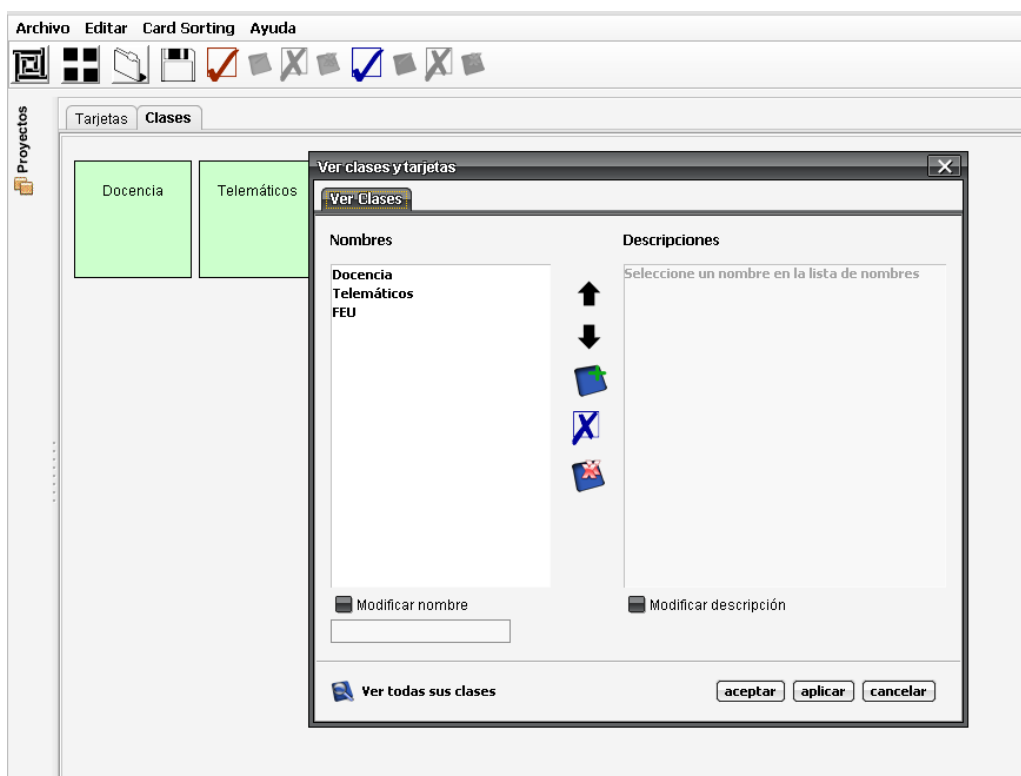 Archivo Editar Card Sorting Ayuda
Proyectos
Tarjetas Clases
Docencia Telemáticos
Ver clases y tarjetas
Ver Clases
Nombres Descripciones
Docencia
Telemáticos
FEU
Seleccione un nombre en la lista de nombres
Modificar nombre Modificar descripción
Ver todas sus clases aceptar aplicar cancelar